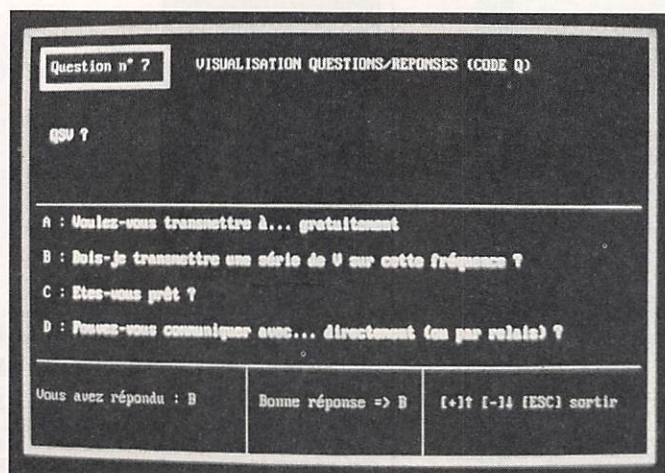 Question n° 7
VISUALISATION QUESTIONS/REPONSES (CODE Q)
QSV ?
A : Voulez-vous transmettre à... gratuitement
B : Dois-je transmettre une série de V sur cette fréquence ?
C : Etes-vous prêt ?
D : Pouvez-vous communiquer avec... directement (ou par relais) ?
Vous avez répondu : B
Bonne réponse => B
[+]↑ [-]↓ [ESC] sortir